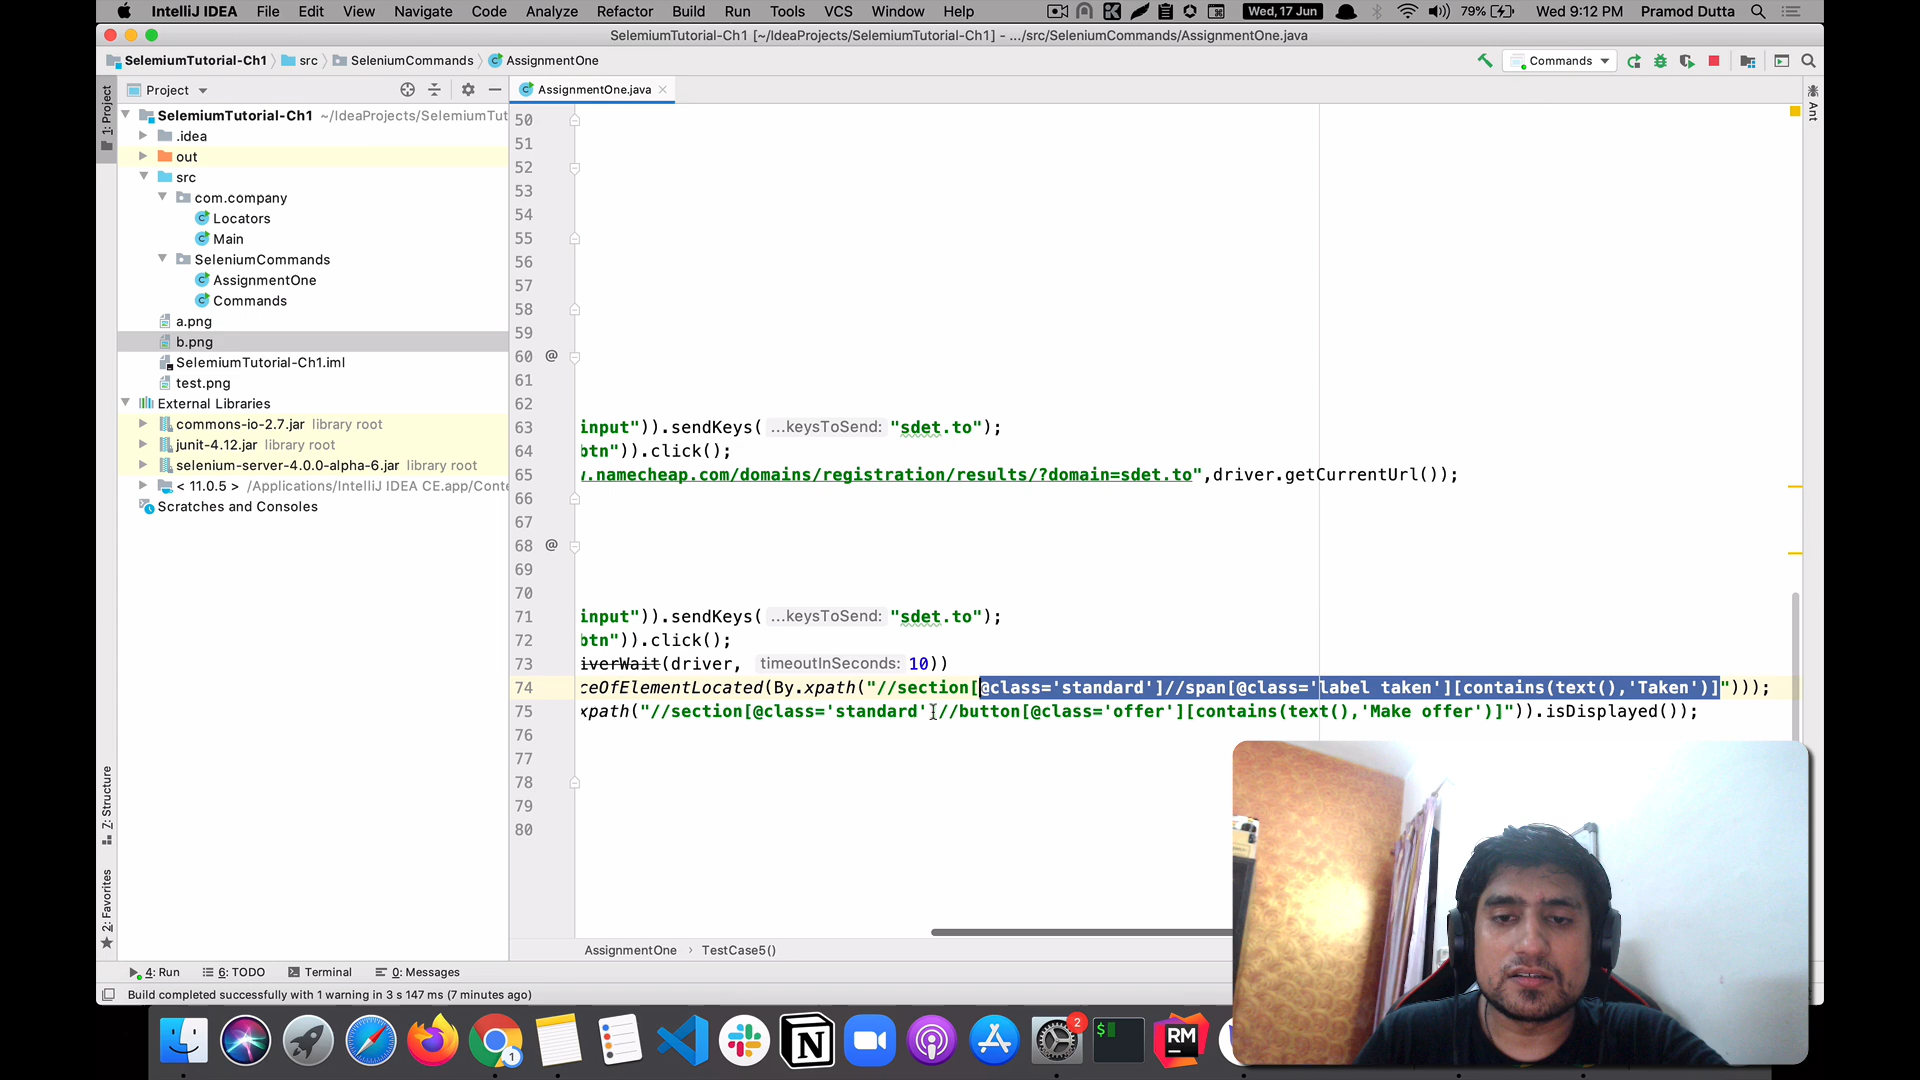 IntelliJ IDEA File Edit View Navigate Code Analyze Refactor Build Run Tools VCS Window Help Wed, 17 Jun 79% Wed 9:12 PM Pramod Dutta
SelemiumTutorial-Ch1 [~/IdeaProjects/SelemiumTutorial-Ch1] - .../src/SeleniumCommands/AssignmentOne.java
SelemiumTutorial-Ch1 src SeleniumCommands AssignmentOne Commands
1: Project
Project
AssignmentOne.java
Ant
SelemiumTutorial-Ch1 ~/IdeaProjects/SelemiumTut
.idea
out
src
com.company
Locators
Main
SeleniumCommands
AssignmentOne
Commands
a.png
b.png
SelemiumTutorial-Ch1.iml
test.png
External Libraries
commons-io-2.7.jar library root
junit-4.12.jar library root
selenium-server-4.0.0-alpha-6.jar library root
< 11.0.5 > /Applications/IntelliJ IDEA CE.app/Conte
Scratches and Consoles
7: Structure
2: Favorites
50
51
52
53
54
55
56
57
58
59
60 @
61
62
63 input")).sendKeys( ...keysToSend: "sdet.to");
64 btn")).click();
65 .namecheap.com/domains/registration/results/?domain=sdet.to",driver.getCurrentUrl());
66
67
68 @
69
70
71 input")).sendKeys( ...keysToSend: "sdet.to");
72 btn")).click();
73 iverWait(driver, timeoutInSeconds: 10))
74 ceOfElementLocated(By.xpath("//section[@class='standard']//span[@class='label taken'][contains(text(),'Taken')]")));
75 xpath("//section[@class='standard']//button[@class='offer'][contains(text(),'Make offer')]")).isDisplayed());
76
77
78
79
80
AssignmentOne TestCase5()
4: Run 6: TODO Terminal 0: Messages
Build completed successfully with 1 warning in 3 s 147 ms (7 minutes ago)
1
N
2
$
RM